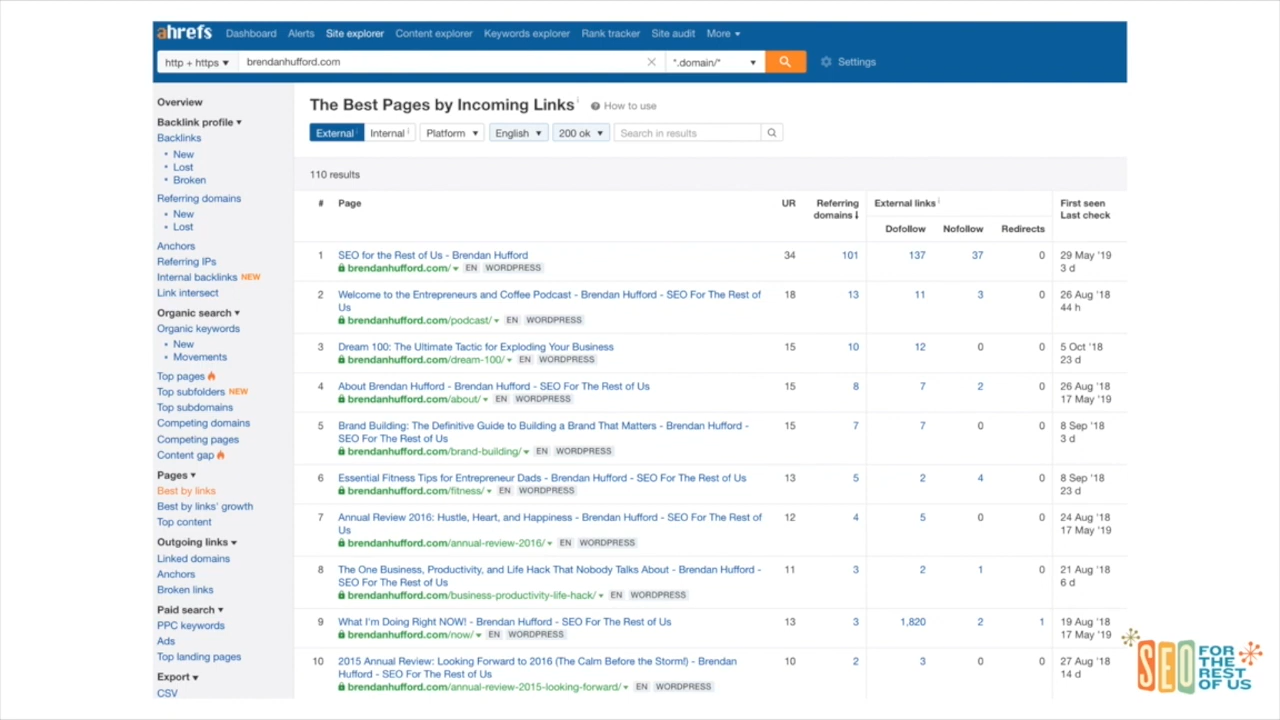 ahrefs Dashboard Alerts Site explorer Content explorer Keywords explorer Rank tracker Site audit More
http + https brendanhufford.com *.domain/* Settings
Overview
Backlink profile
Backlinks
New
Lost
Broken
Referring domains
New
Lost
Anchors
Referring IPs
Internal backlinks NEW
Link intersect
Organic search
Organic keywords
New
Movements
Top pages
Top subfolders NEW
Top subdomains
Competing domains
Competing pages
Content gap
Pages
Best by links
Best by links' growth
Top content
Outgoing links
Linked domains
Anchors
Broken links
Paid search
PPC keywords
Ads
Top landing pages
Export
CSV
The Best Pages by Incoming Links i How to use
External i Internal i Platform English 200 ok Search in results
110 results
# Page UR Referring domains External links i First seen
Last check
Dofollow Nofollow Redirects
1 SEO for the Rest of Us - Brendan Hufford 34 101 137 37 0 29 May '19
brendanhufford.com/ EN WORDPRESS 3 d
2 Welcome to the Entrepreneurs and Coffee Podcast - Brendan Hufford - SEO For The Rest of 18 13 11 3 0 26 Aug '18
Us 44 h
brendanhufford.com/podcast/ EN WORDPRESS
3 Dream 100: The Ultimate Tactic for Exploding Your Business 15 10 12 0 0 5 Oct '18
brendanhufford.com/dream-100/ EN WORDPRESS 23 d
4 About Brendan Hufford - Brendan Hufford - SEO For The Rest of Us 15 8 7 2 0 26 Aug '18
brendanhufford.com/about/ EN WORDPRESS 17 May '19
5 Brand Building: The Definitive Guide to Building a Brand That Matters - Brendan Hufford - 15 7 7 0 0 8 Sep '18
SEO For The Rest of Us 3 d
brendanhufford.com/brand-building/ EN WORDPRESS
6 Essential Fitness Tips for Entrepreneur Dads - Brendan Hufford - SEO For The Rest of Us 13 5 2 4 0 8 Sep '18
brendanhufford.com/fitness/ EN WORDPRESS 23 d
7 Annual Review 2016: Hustle, Heart, and Happiness - Brendan Hufford - SEO For The Rest of 12 4 5 0 0 24 Aug '18
Us 17 May '19
brendanhufford.com/annual-review-2016/ EN WORDPRESS
8 The One Business, Productivity, and Life Hack That Nobody Talks About - Brendan Hufford - 11 3 2 1 0 21 Aug '18
SEO For The Rest of Us 6 d
brendanhufford.com/business-productivity-life-hack/ EN WORDPRESS
9 What I'm Doing Right NOW! - Brendan Hufford - SEO For The Rest of Us 13 3 1,820 2 1 19 Aug '18
brendanhufford.com/now/ EN WORDPRESS 17 May '19
10 2015 Annual Review: Looking Forward to 2016 (The Calm Before the Storm!) - Brendan 10 2 3 0 0 27 Aug '18
Hufford - SEO For The Rest of Us 14 d
brendanhufford.com/annual-review-2015-looking-forward/ EN WORDPRESS
SEO FOR
THE
REST
OF US